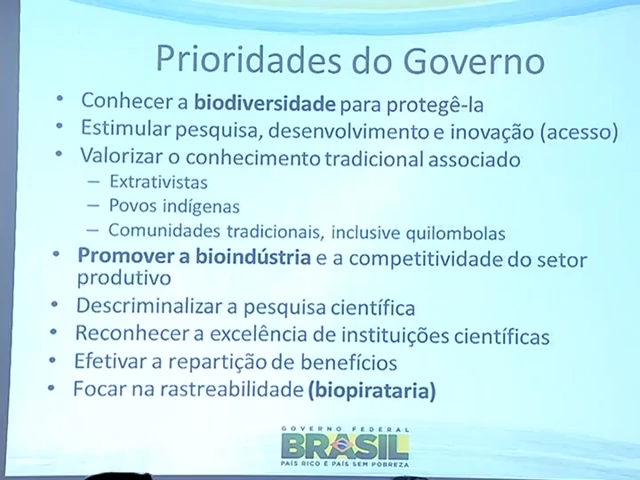 Prioridades do Governo
• Conhecer a biodiversidade para protegê-la
• Estimular pesquisa, desenvolvimento e inovação (acesso)
• Valorizar o conhecimento tradicional associado
– Extrativistas
– Povos indígenas
– Comunidades tradicionais, inclusive quilombolas
• Promover a bioindústria e a competitividade do setor
produtivo
• Descriminalizar a pesquisa científica
• Reconhecer a excelência de instituições científicas
• Efetivar a repartição de benefícios
• Focar na rastreabilidade (biopirataria)
GOVERNO FEDERAL
BRASIL
PAÍS RICO É PAÍS SEM POBREZA